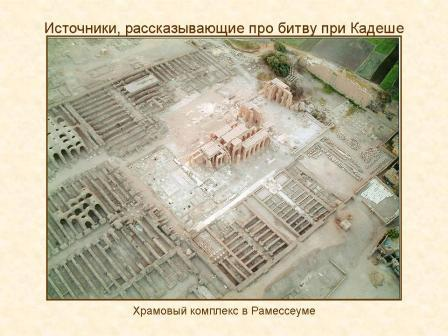 Источники, рассказывающие про битву при Кадеше
Храмовый комплекс в Рамессеуме